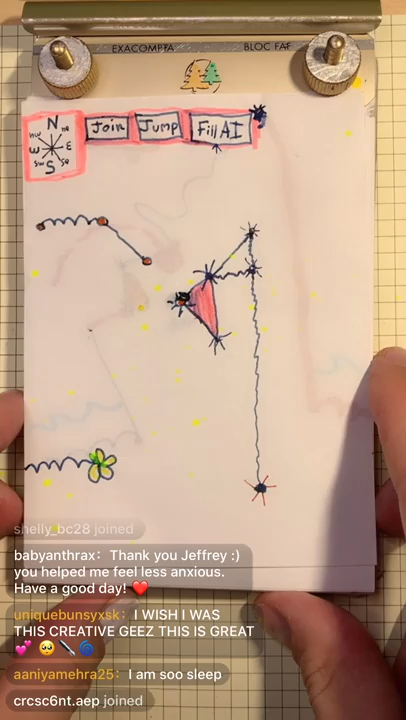 EXACOMPTA BLOC FAF
N
nw ne
W E
sw se
S
Join Jump Fill AI
shelly_bc28 joined
babyanthrax: Thank you Jeffrey :)
you helped me feel less anxious.
Have a good day! ❤️
uniquebunsyxsk: I WISH I WAS
THIS CREATIVE GEEZ THIS IS GREAT
💕 🥺 🖊️ 🌀
aaniyamehra25: I am soo sleep
crcsc6nt.aep joined